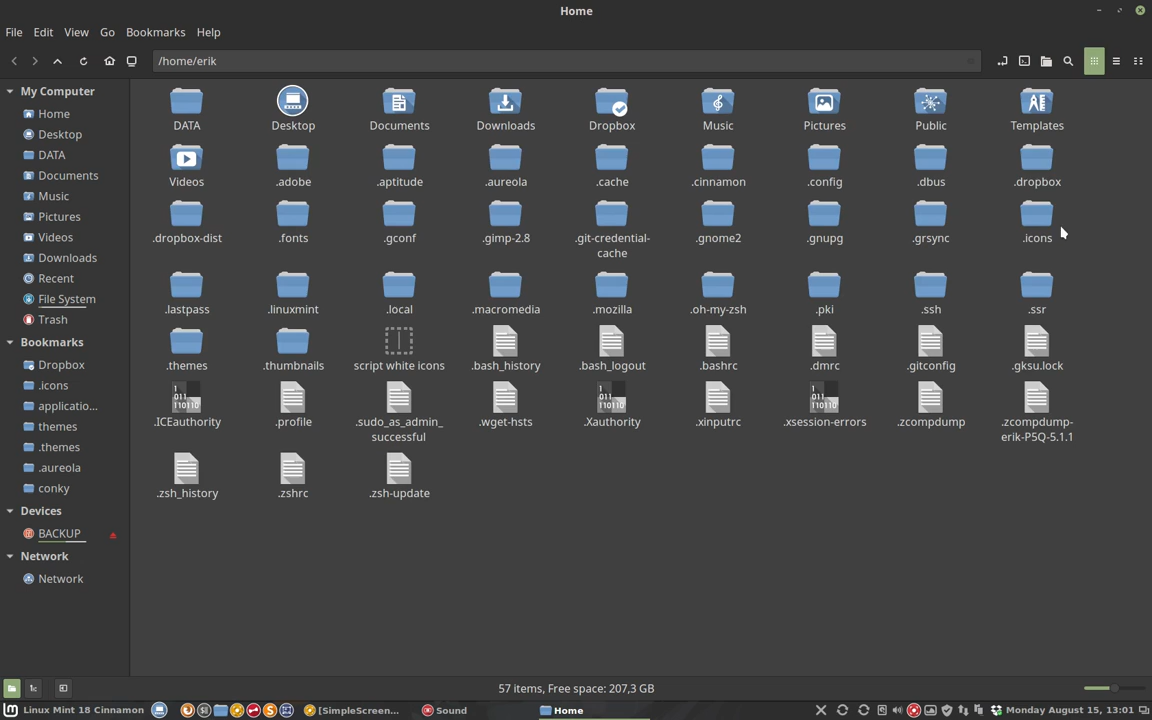 Home
File Edit View Go Bookmarks Help
/home/erik
My Computer
Home
Desktop
DATA
Documents
Music
Pictures
Videos
Downloads
Recent
File System
Trash
Bookmarks
Dropbox
.icons
applicatio...
themes
.themes
.aureola
conky
Devices
BACKUP
Network
Network
DATA Desktop Documents Downloads Dropbox Music Pictures Public Templates
Videos .adobe .aptitude .aureola .cache .cinnamon .config .dbus .dropbox
.dropbox-dist .fonts .gconf .gimp-2.8 .git-credential- .gnome2 .gnupg .grsync .icons
cache
.lastpass .linuxmint .local .macromedia .mozilla .oh-my-zsh .pki .ssh .ssr
.themes .thumbnails script white icons .bash_history .bash_logout .bashrc .dmrc .gitconfig .gksu.lock
.ICEauthority .profile .sudo_as_admin_ .wget-hsts .Xauthority .xinputrc .xsession-errors .zcompdump .zcompdump-
successful erik-P5Q-5.1.1
.zsh_history .zshrc .zsh-update
57 items, Free space: 207,3 GB
Linux Mint 18 Cinnamon [SimpleScreen... Sound Home Monday August 15, 13:01